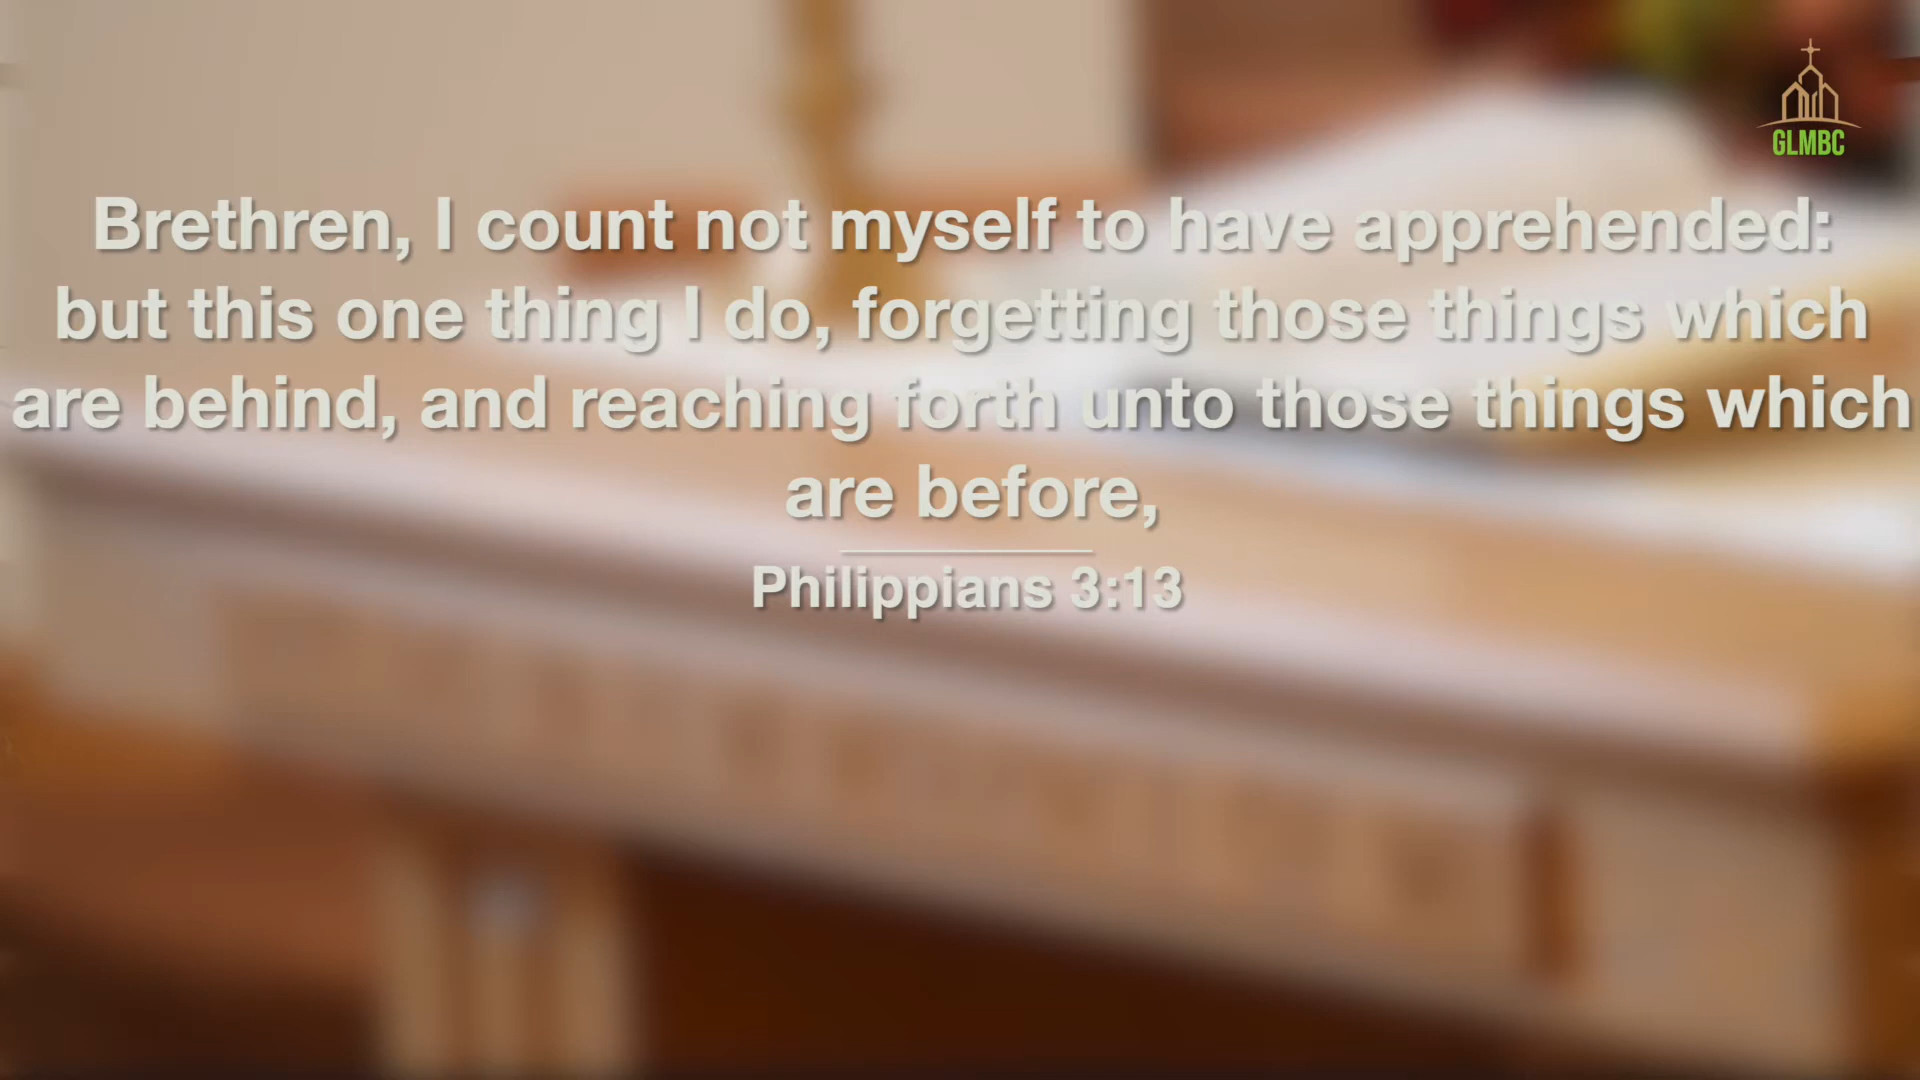 GLMBC
Brethren, I count not myself to have apprehended:
but this one thing I do, forgetting those things which
are behind, and reaching forth unto those things which
are before,
Philippians 3:13